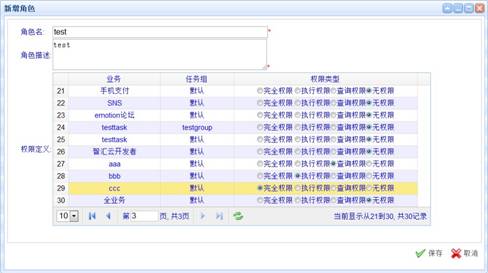 新增角色
角色名: test *
角色描述: test *
权限定义:
业务 任务组 权限类型
21 手机支付 默认 完全权限 执行权限 查询权限 无权限
22 SNS 默认 完全权限 执行权限 查询权限 无权限
23 emotion论坛 默认 完全权限 执行权限 查询权限 无权限
24 testtask testgroup 完全权限 执行权限 查询权限 无权限
25 testtask 默认 完全权限 执行权限 查询权限 无权限
26 智汇云开发者 默认 完全权限 执行权限 查询权限 无权限
27 aaa 默认 完全权限 执行权限 查询权限 无权限
28 bbb 默认 完全权限 执行权限 查询权限 无权限
29 ccc 默认 完全权限 执行权限 查询权限 无权限
30 全业务 默认 完全权限 执行权限 查询权限 无权限
10 第 3 页, 共3页 当前显示从21到30, 共30记录
保存 取消